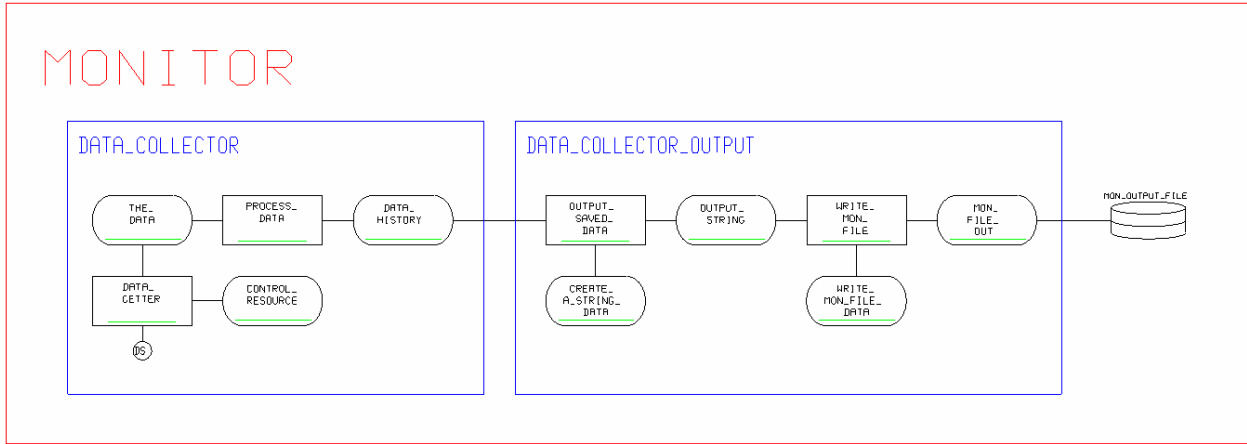 MONITOR
DATA_COLLECTOR
THE_
DATA
PROCESS_
DATA
DATA_
HISTORY
DATA_
GETTER
CONTROL_
RESOURCE
DS
DATA_COLLECTOR_OUTPUT
OUTPUT_
SAVED_
DATA
OUTPUT_
STRING
WRITE_
MON_
FILE
MON_
FILE_
OUT
CREATE_
A_STRING_
DATA
WRITE_
MON_FILE_
DATA
MON_OUTPUT_FILE